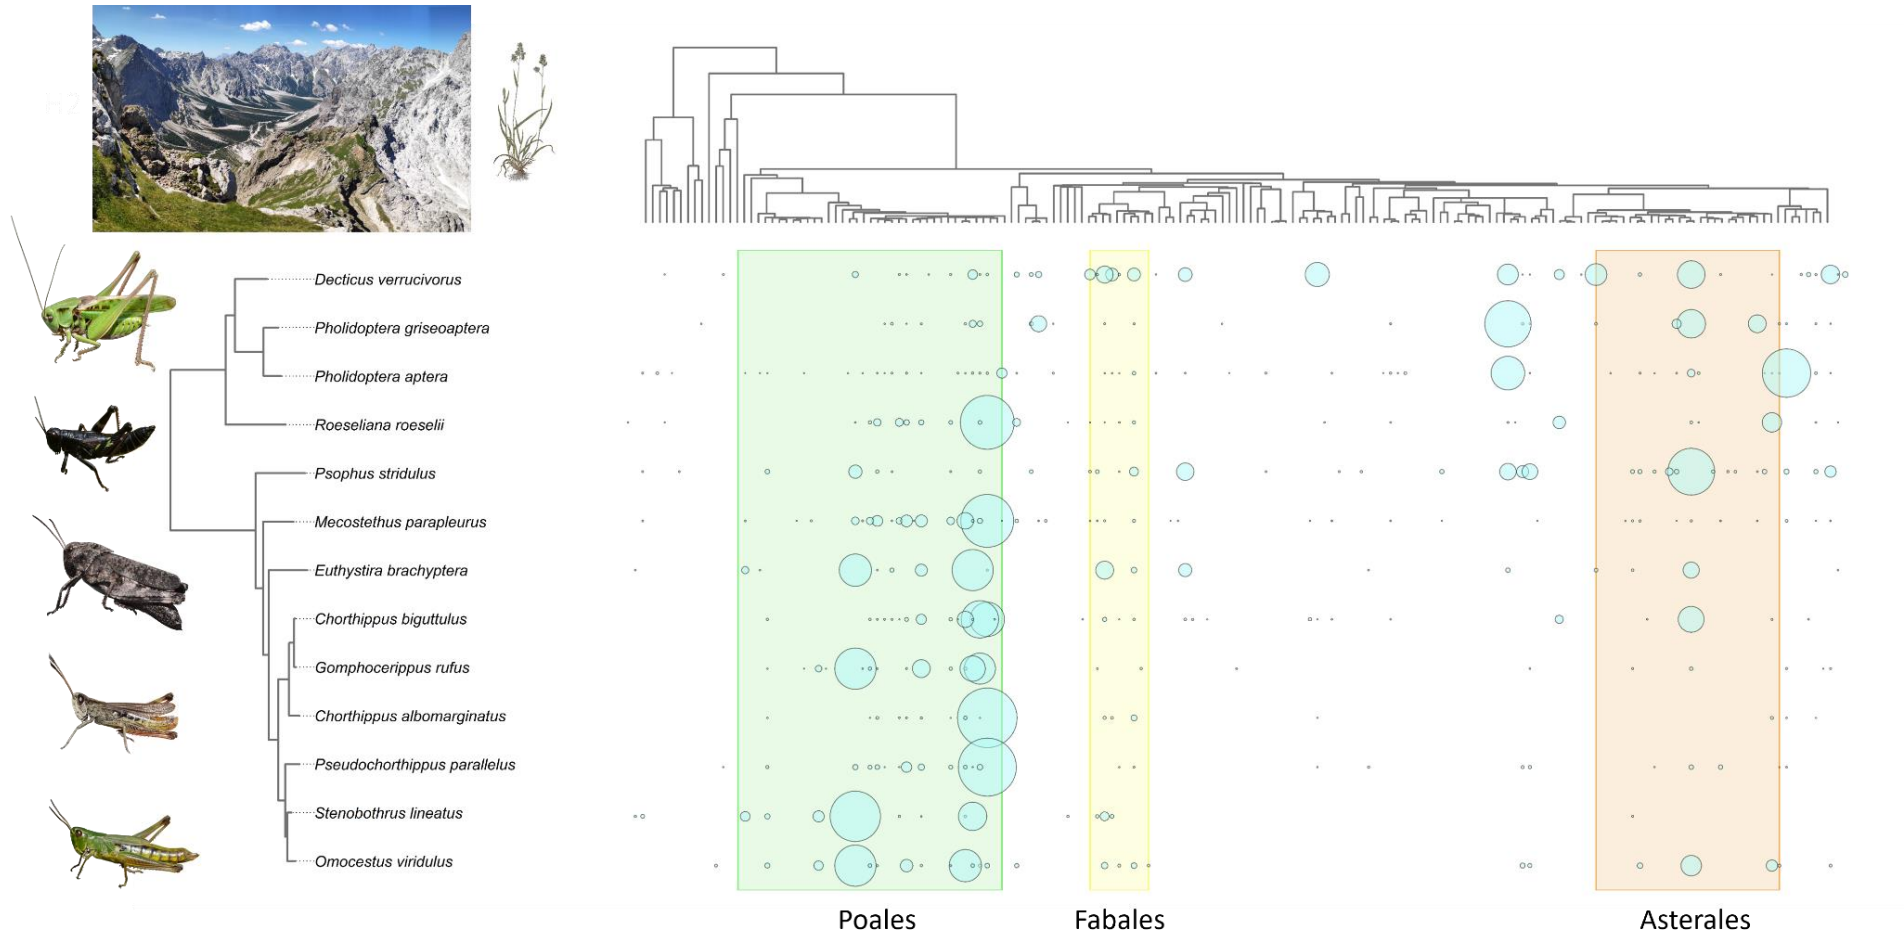 Decticus verrucivorus
Pholidoptera griseoaptera
Pholidoptera aptera
Roeseliana roeselii
Psophus stridulus
Mecostethus parapleurus
Euthystira brachyptera
Chorthippus biguttulus
Gomphocerippus rufus
Chorthippus albomarginatus
Pseudochorthippus parallelus
Stenobothrus lineatus
Omocestus viridulus
Poales Fabales Asterales